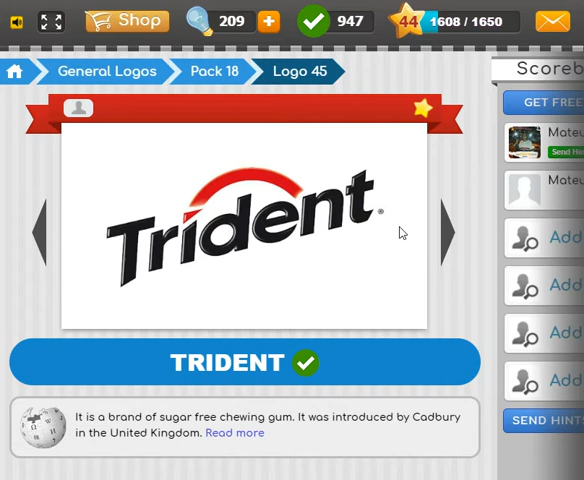 Shop
209
+
947
44
1608 / 1650
General Logos
Pack 18
Logo 45
Scoreb
GET FREE
Mateu
Send Hin
Mateu
Trident®
Add
Add
Add
Add
TRIDENT
It is a brand of sugar free chewing gum. It was introduced by Cadbury
in the United Kingdom. Read more
SEND HINTS